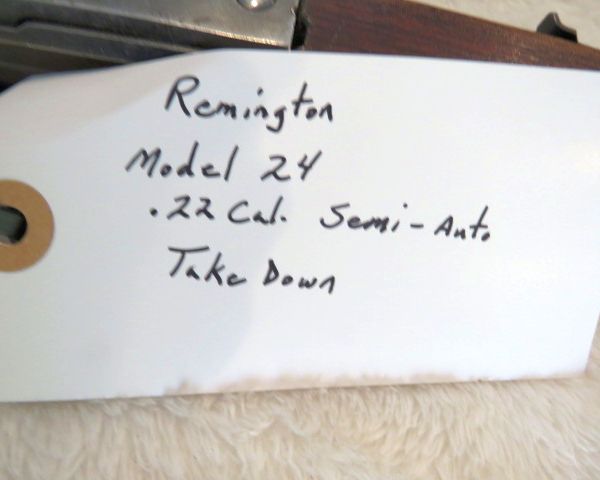 Remington
Model 24
.22 Cal. Semi-Auto
Take Down